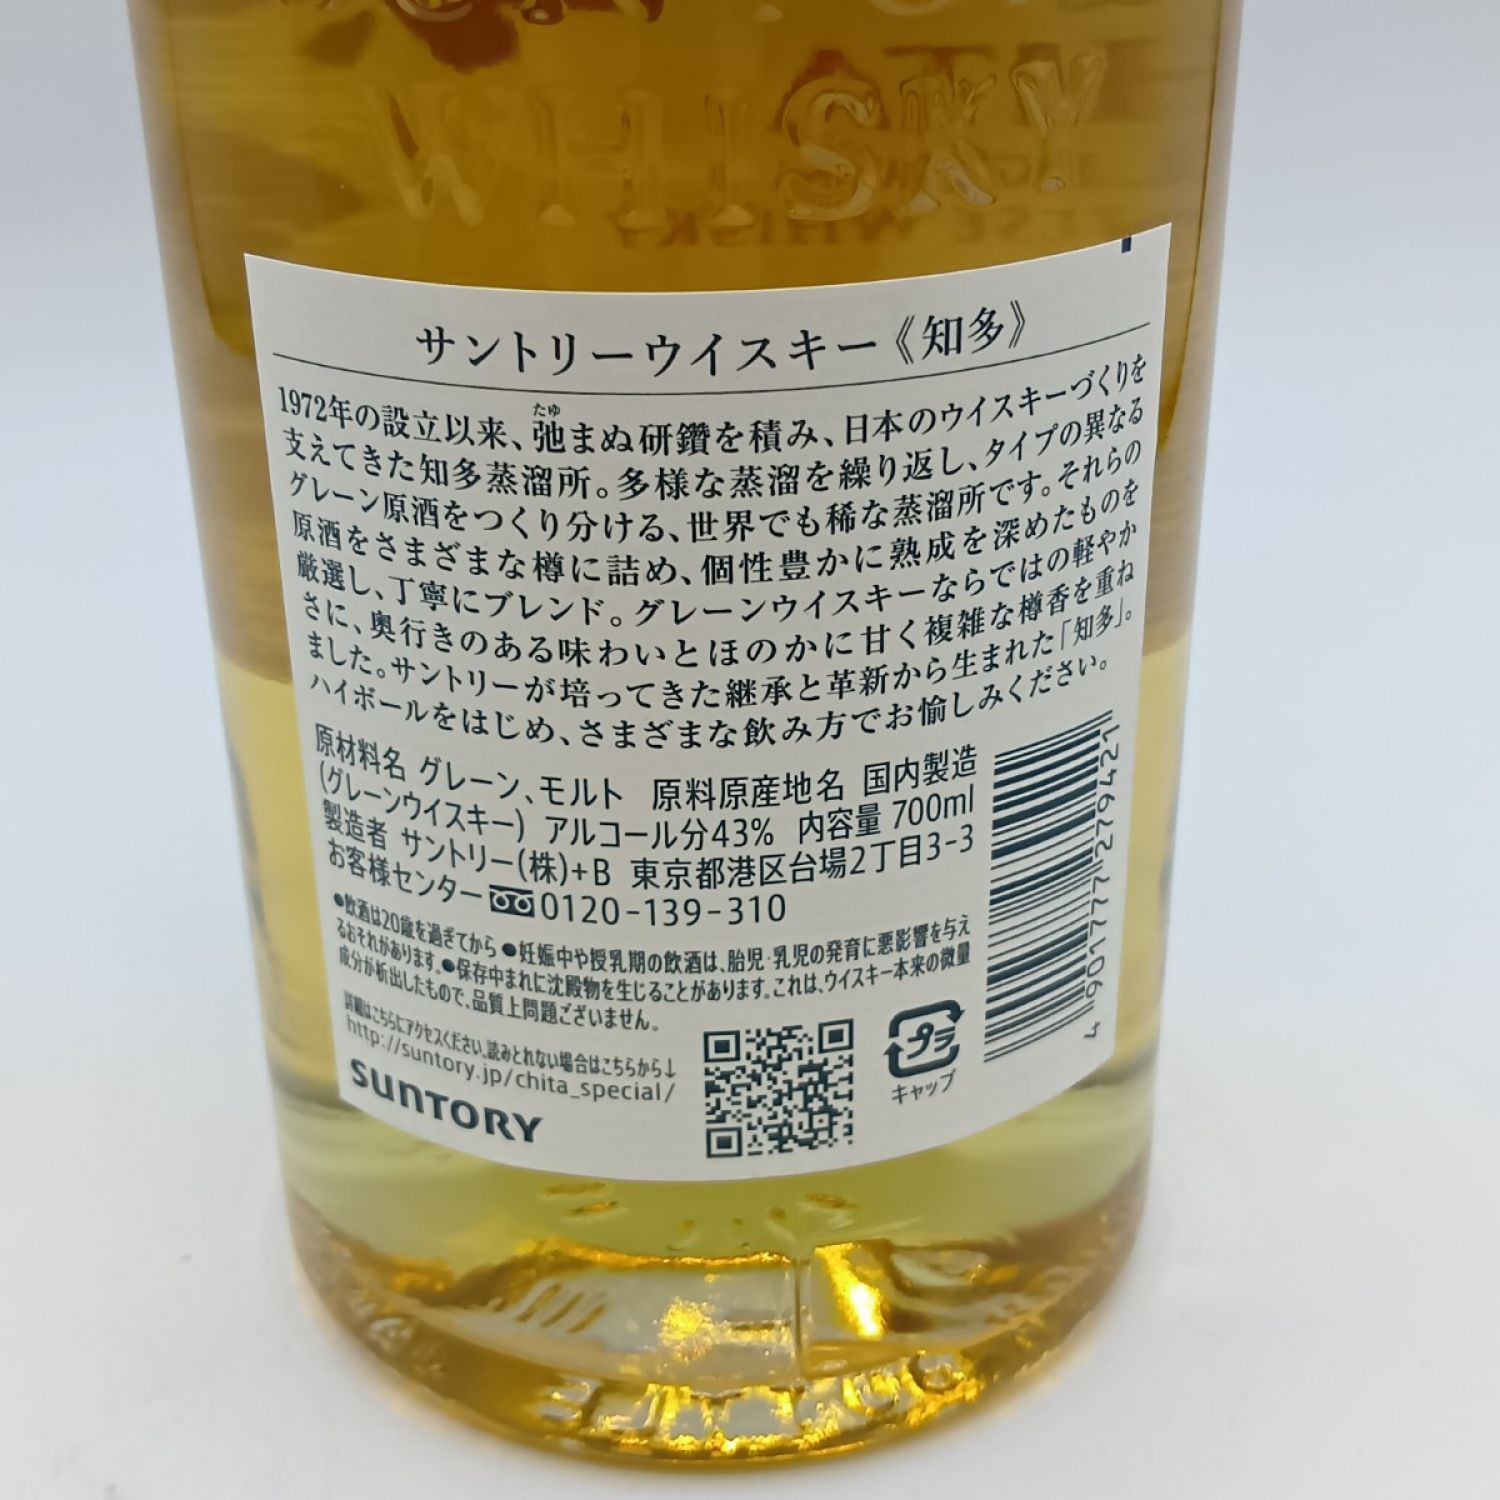 WHISKY
サントリーウイスキー《知多》
1972年の設立以来、弛まぬ研鑽を積み、日本のウイスキーづくりを
たゆ
支えてきた知多蒸溜所。多様な蒸溜を繰り返し、タイプの異なる
グレーン原酒をつくり分ける、世界でも稀な蒸溜所です。それらの
原酒をさまざまな樽に詰め、個性豊かに熟成を深めたものを
厳選し、丁寧にブレンド。グレーンウイスキーならではの軽やか
さに、奥行きのある味わいとほのかに甘く複雑な樽香を重ね
ました。サントリーが培ってきた継承と革新から生まれた「知多」。
ハイボールをはじめ、さまざまな飲み方でお愉しみください。
原材料名 グレーン、モルト 原料原産地名 国内製造
(グレーンウイスキー) アルコール分43% 内容量 700ml
製造者 サントリー(株)+B 東京都港区台場2丁目3-3
お客様センター 0120-139-310
●飲酒は20歳を過ぎてから ●妊娠中や授乳期の飲酒は、胎児・乳児の発育に悪影響を与え
るおそれがあります。●保存中まれに沈殿物を生じることがあります。これは、ウイスキー本来の微量
成分が析出したもので、品質上問題ございません。
詳細はこちらにアクセスください。読みとれない場合はこちらから↓
http://suntory.jp/chita_special/
SUNTORY
プラ
キャップ
4 901777 279421